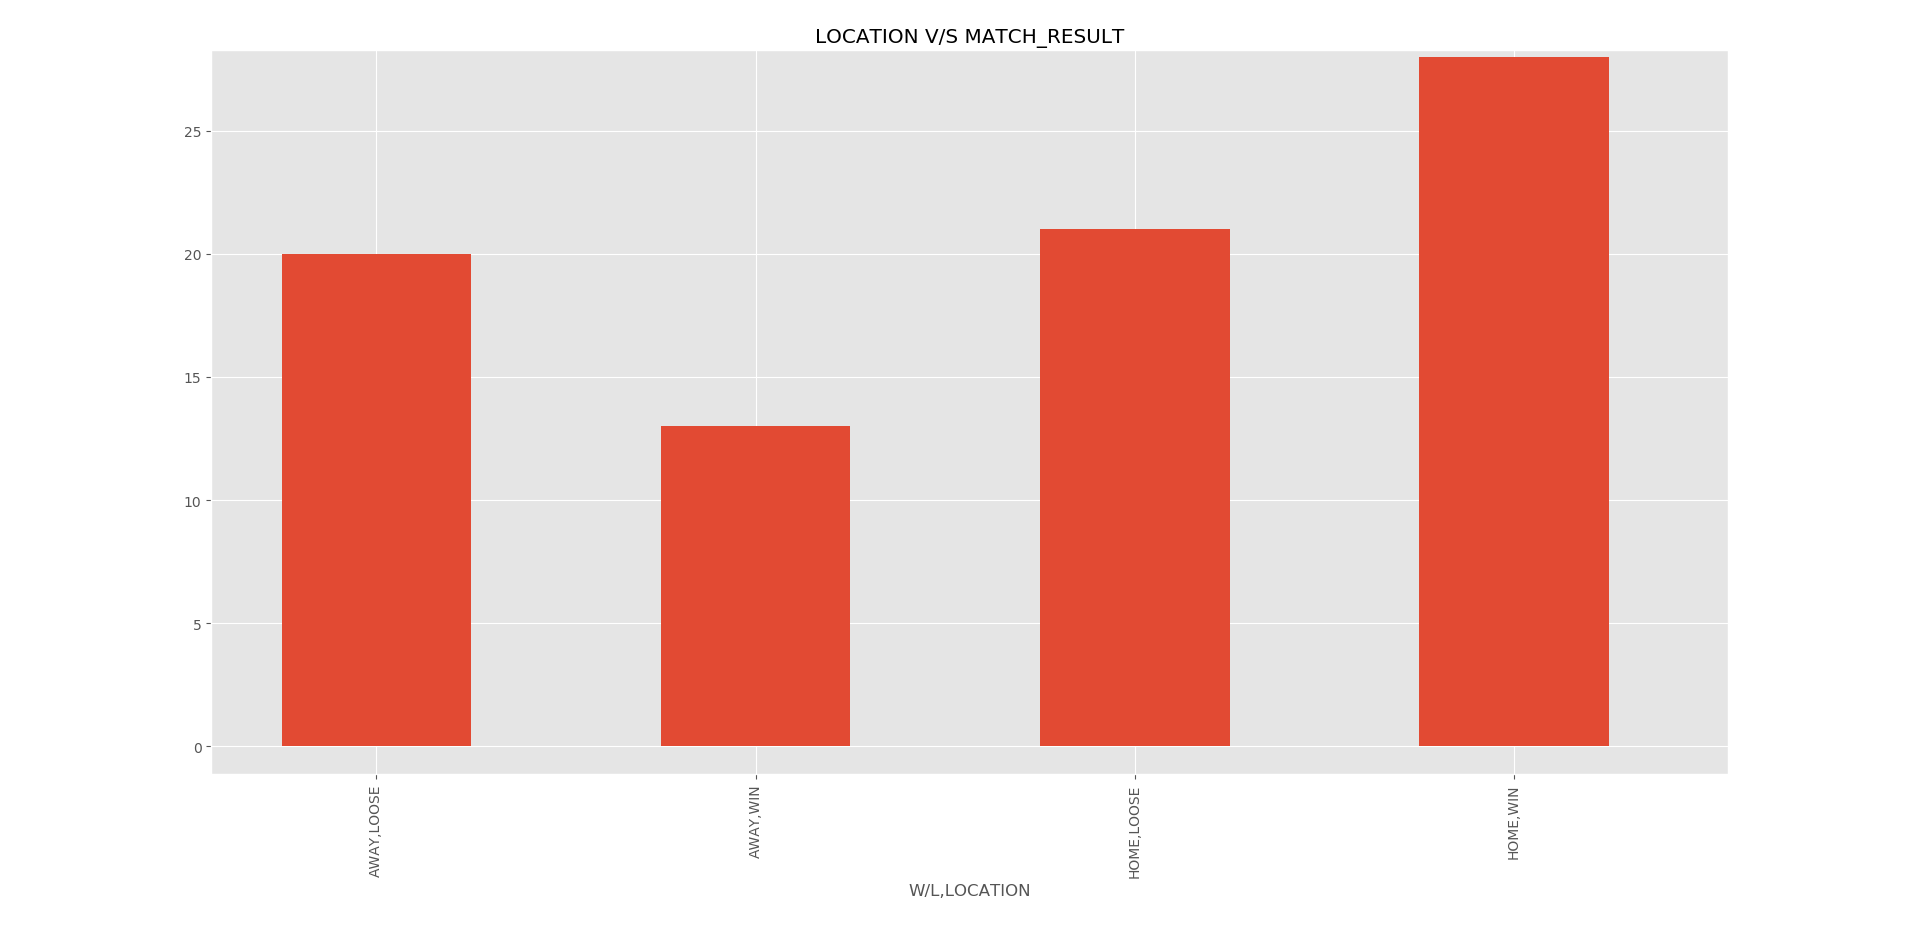 LOCATION V/S MATCH_RESULT
25
20
15
10
5
0
AWAY,LOOSE
AWAY,WIN
HOME,LOOSE
HOME,WIN
W/L,LOCATION